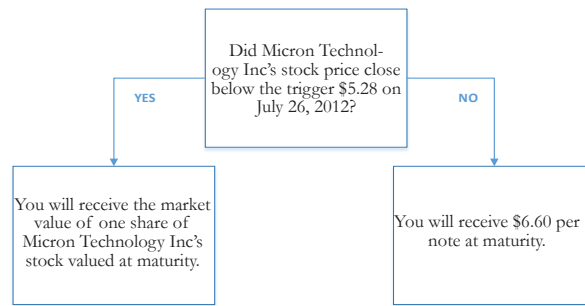 Did Micron Technol-
ogy Inc's stock price close
below the trigger $5.28 on
July 26, 2012?
YES
NO
You will receive the market
value of one share of
Micron Technology Inc's
stock valued at maturity.
You will receive $6.60 per
note at maturity.